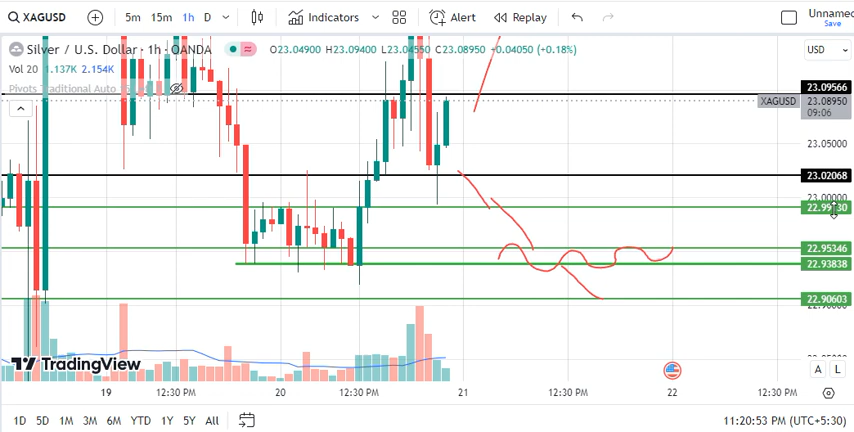 XAGUSD 5m 15m 1h D Indicators Alert Replay Unnamed
Save
Silver / U.S. Dollar · 1h · OANDA O23.04900 H23.09400 L23.04550 C23.08950 +0.04050 (+0.18%) USD
Vol 20 1.137K 2.154K
Pivots Traditional Auto
23.09566
XAGUSD 23.08950
09:06
23.05000
23.02068
23.00000
22.95346
22.93838
22.90603
TradingView
A L
19 12:30 PM 20 12:30 PM 21 12:30 PM 22 12:30 PM
1D 5D 1M 3M 6M YTD 1Y 5Y All 11:20:53 PM (UTC+5:30)